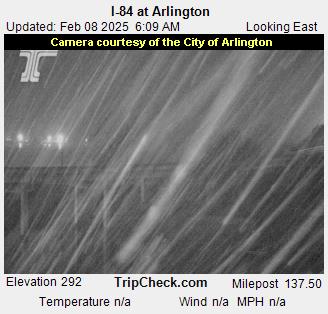 I-84 at Arlington
Updated: Feb 08 2025 6:09 AM Looking East
Camera courtesy of the City of Arlington
Elevation 292 TripCheck.com Milepost 137.50
Temperature n/a Wind n/a MPH n/a